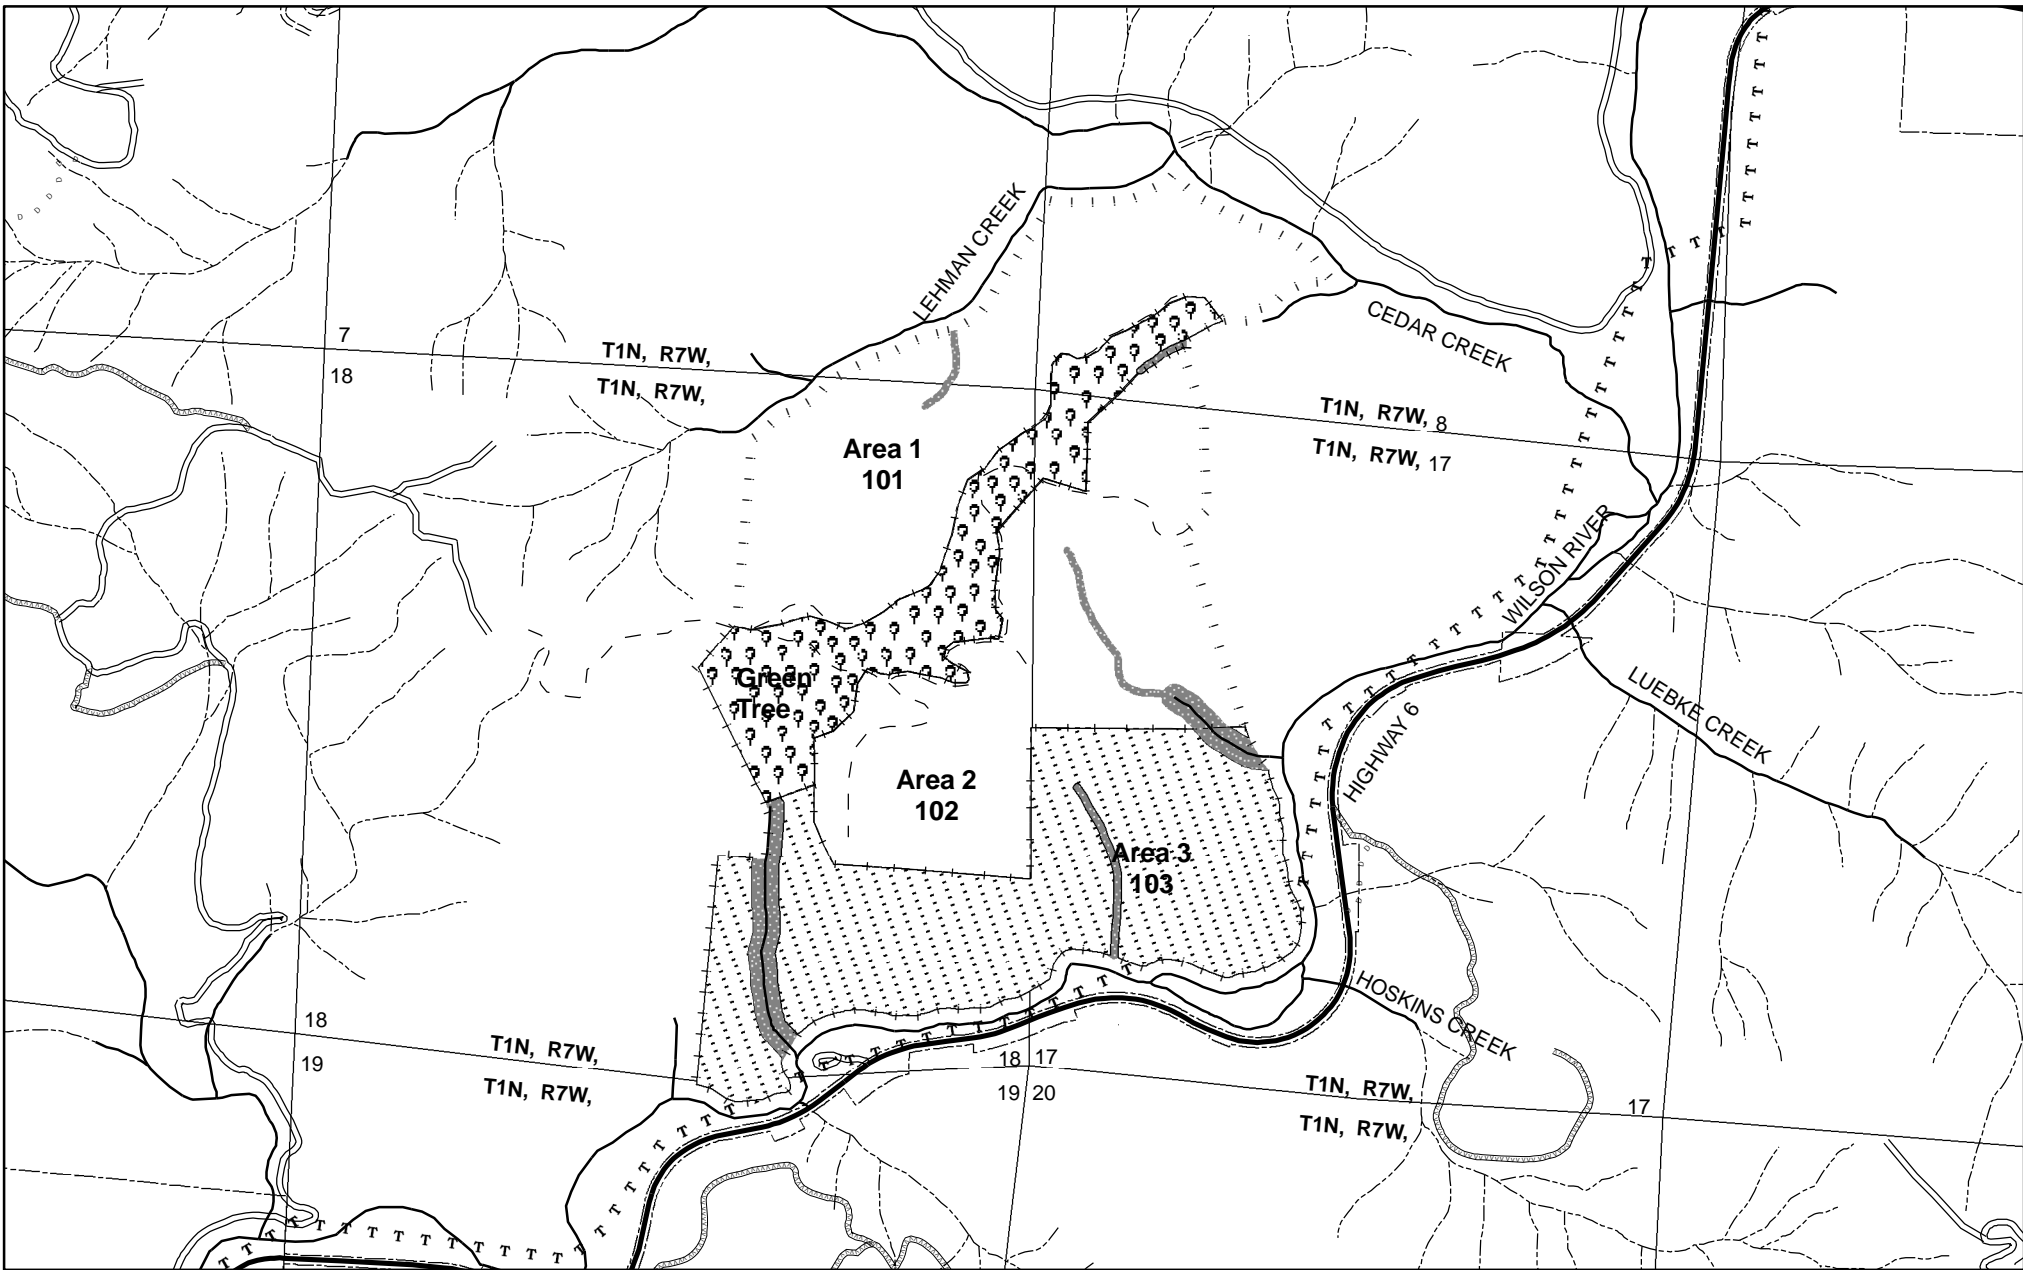 LEHMAN CREEK
7
18
T1N, R7W,
T1N, R7W,
CEDAR CREEK
T1N, R7W, 8
T1N, R7W, 17
Area 1
101
WILSON RIVER
Green
Tree
LUEBKE CREEK
HIGHWAY 6
Area 2
102
Area 3
103
HOSKINS CREEK
18
19
T1N, R7W,
T1N, R7W,
18 17
19 20
T1N, R7W,
T1N, R7W,
17